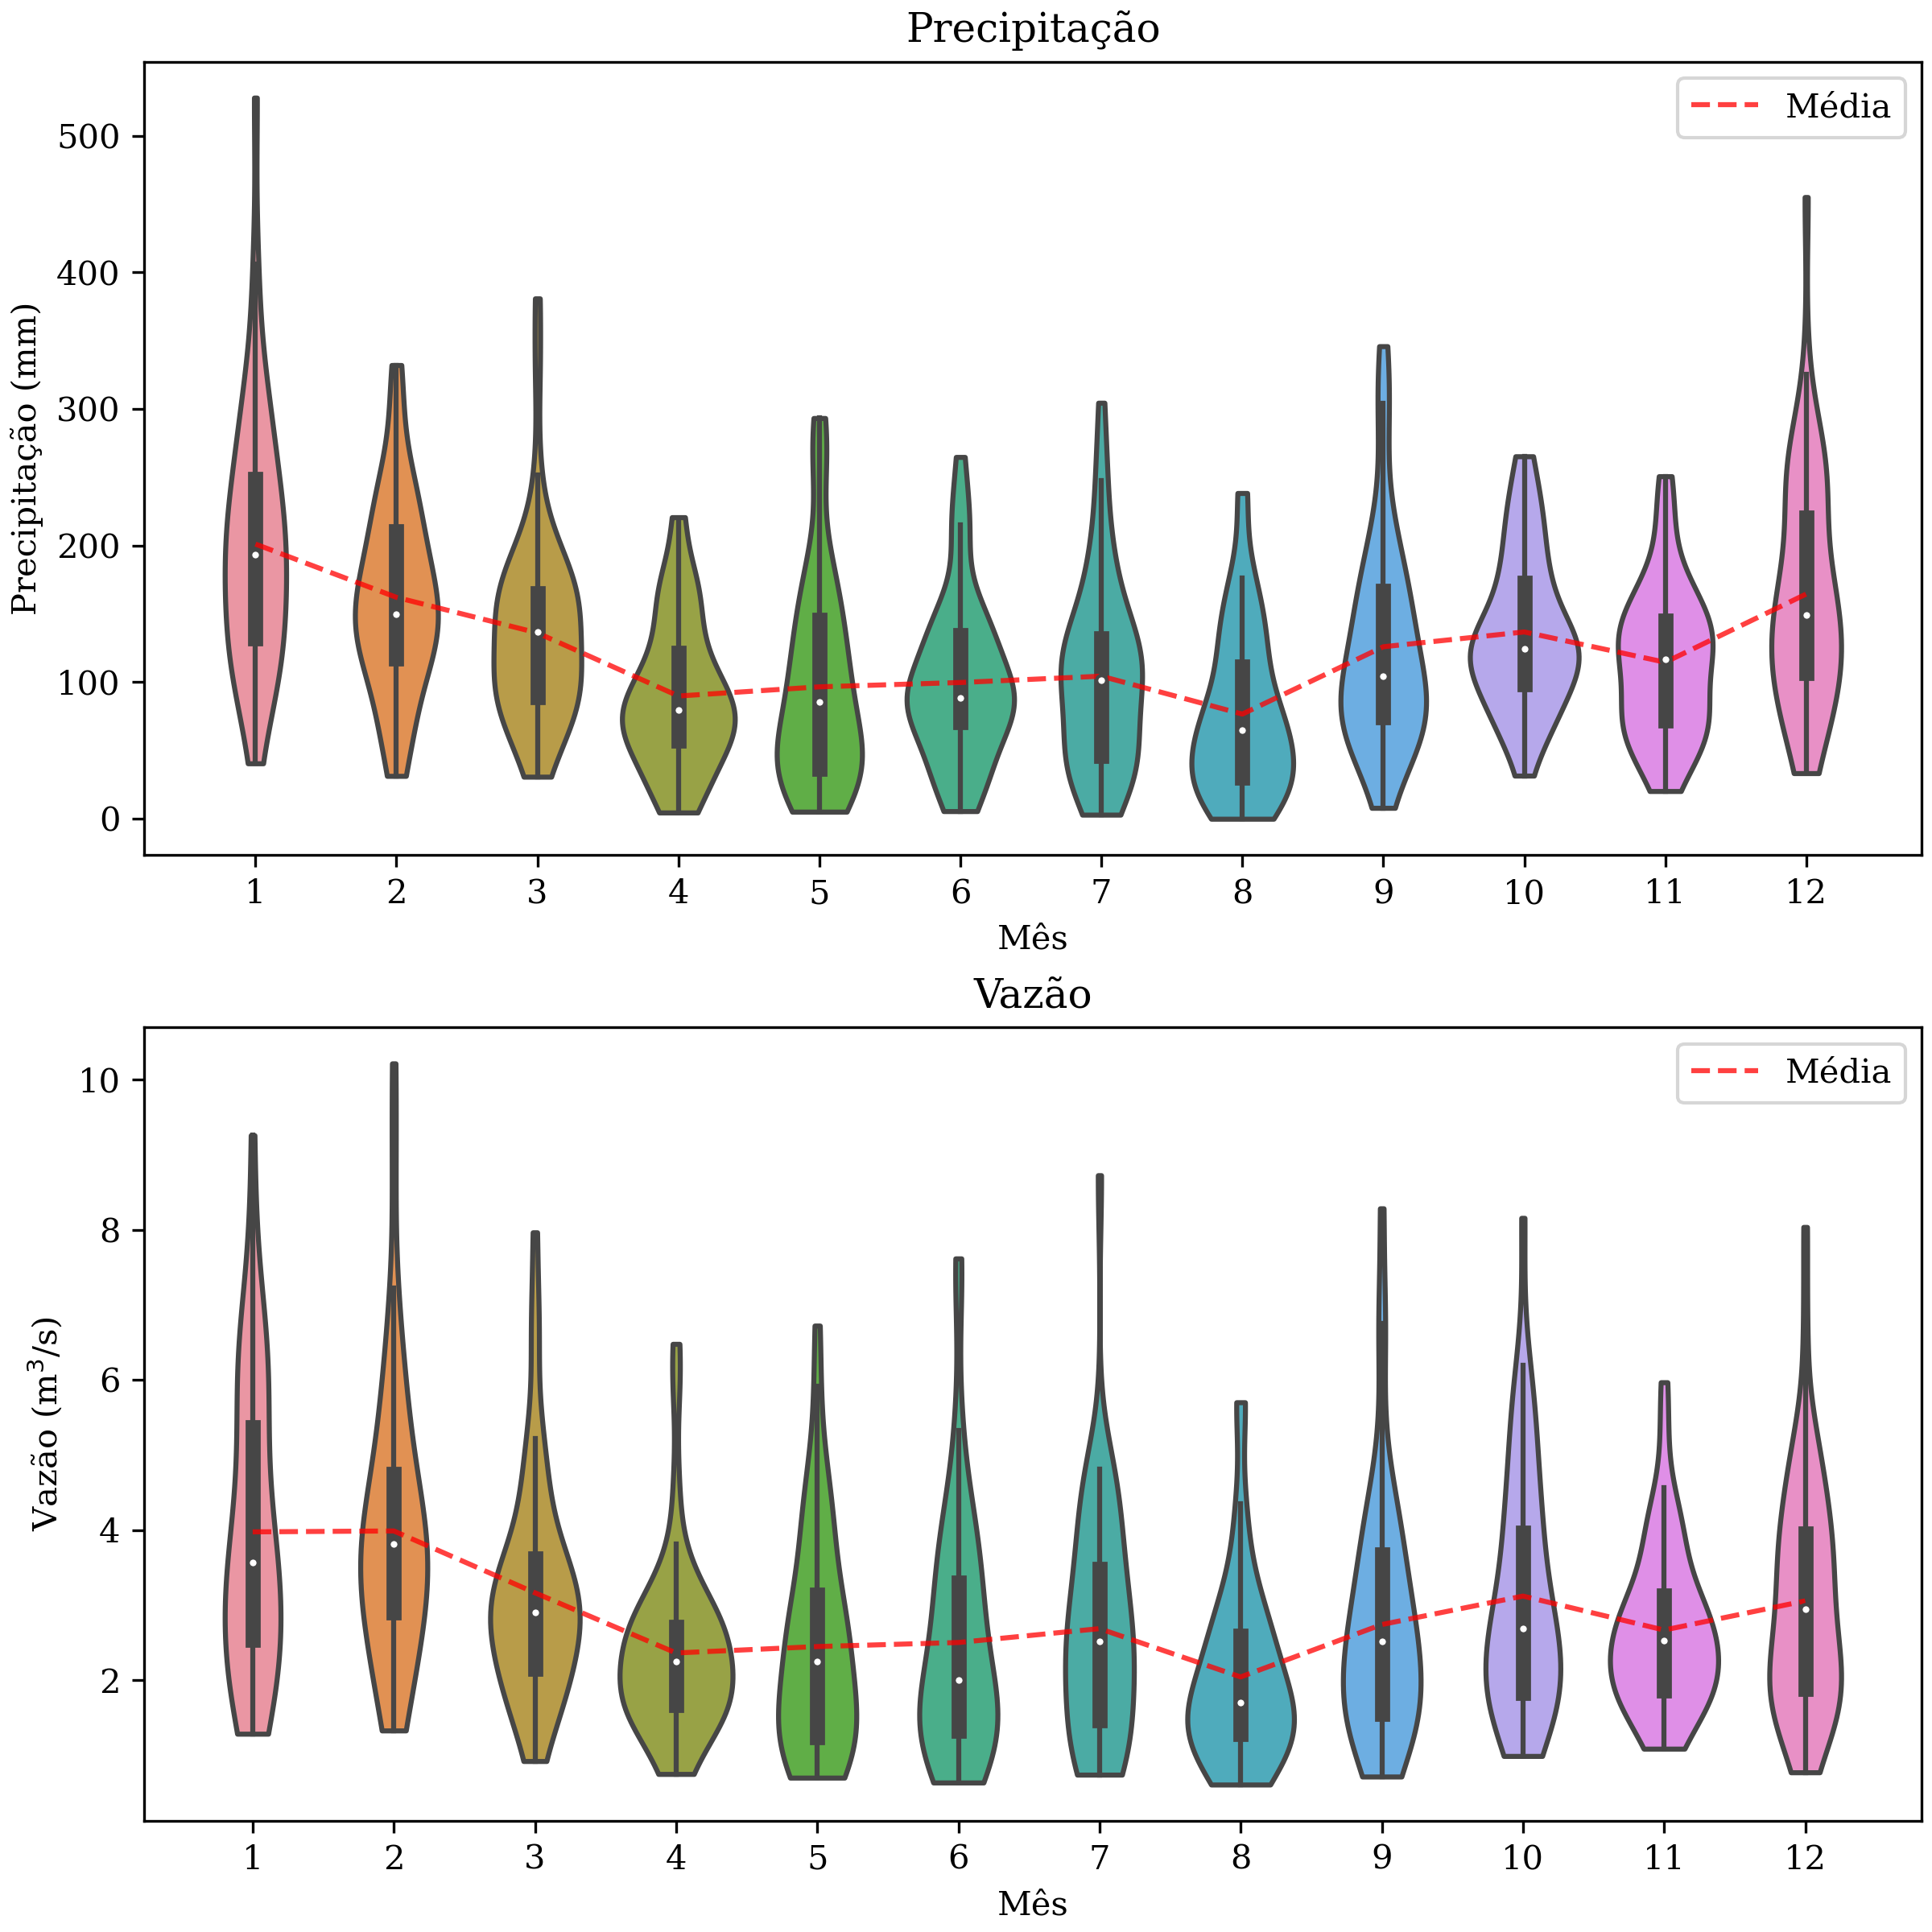 Precipitação
Média
500
400
300
200
100
0
Precipitação (mm)
1 2 3 4 5 6 7 8 9 10 11 12
Mês
Vazão
Média
10
8
6
4
2
Vazão (m³/s)
1 2 3 4 5 6 7 8 9 10 11 12
Mês